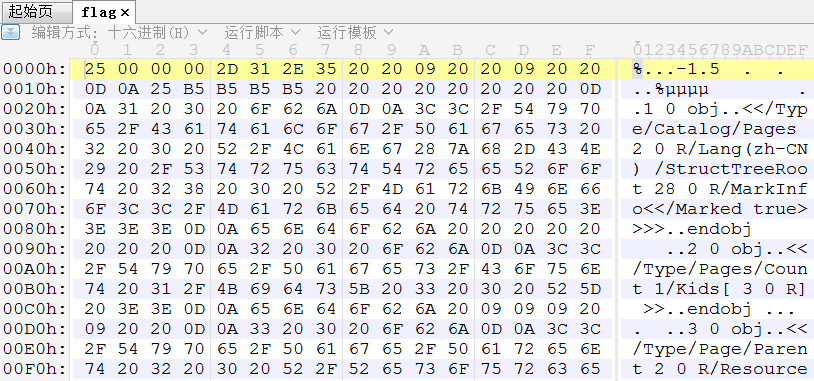 起始页 flag ×
编辑方式: 十六进制(H) 运行脚本 运行模板
0 1 2 3 4 5 6 7 8 9 A B C D E F 0123456789ABCDEF
0000h: 25 00 00 00 2D 31 2E 35 20 20 09 20 20 09 20 20 %...-1.5  .  .
0010h: 0D 0A 25 B5 B5 B5 B5 20 20 20 20 20 20 20 20 0D ..%µµµµ        .
0020h: 0A 31 20 30 20 6F 62 6A 0D 0A 3C 3C 2F 54 79 70 .1 0 obj..<</Typ
0030h: 65 2F 43 61 74 61 6C 6F 67 2F 50 61 67 65 73 20 e/Catalog/Pages
0040h: 32 20 30 20 52 2F 4C 61 6E 67 28 7A 68 2D 43 4E 2 0 R/Lang(zh-CN
0050h: 29 20 2F 53 74 72 75 63 74 54 72 65 65 52 6F 6F ) /StructTreeRoo
0060h: 74 20 32 38 20 30 20 52 2F 4D 61 72 6B 49 6E 66 t 28 0 R/MarkInf
0070h: 6F 3C 3C 2F 4D 61 72 6B 65 64 20 74 72 75 65 3E o<</Marked true>
0080h: 3E 3E 3E 0D 0A 65 6E 64 6F 62 6A 20 20 20 20 20 >>>..endobj
0090h: 20 20 20 0D 0A 32 20 30 20 6F 62 6A 0D 0A 3C 3C    ..2 0 obj..<<
00A0h: 2F 54 79 70 65 2F 50 61 67 65 73 2F 43 6F 75 6E /Type/Pages/Coun
00B0h: 74 20 31 2F 4B 69 64 73 5B 20 33 20 30 20 52 5D t 1/Kids[ 3 0 R]
00C0h: 20 3E 3E 0D 0A 65 6E 64 6F 62 6A 20 09 09 09 20  >>..endobj ...
00D0h: 09 20 20 0D 0A 33 20 30 20 6F 62 6A 0D 0A 3C 3C .  ..3 0 obj..<<
00E0h: 2F 54 79 70 65 2F 50 61 67 65 2F 50 61 72 65 6E /Type/Page/Paren
00F0h: 74 20 32 20 30 20 52 2F 52 65 73 6F 75 72 63 65 t 2 0 R/Resource